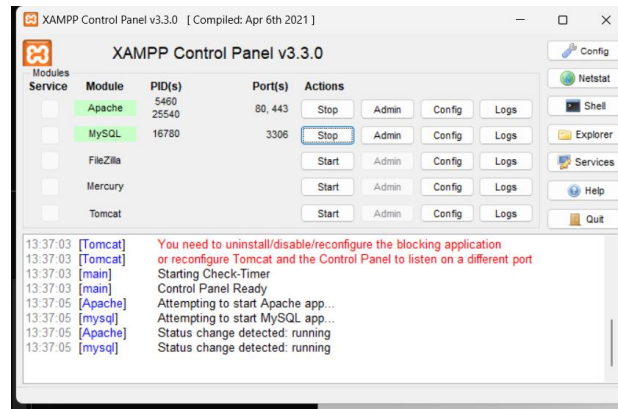 XAMPP Control Panel v3.3.0 [ Compiled: Apr 6th 2021 ]
XAMPP Control Panel v3.3.0
Config
Modules
Netstat
Service Module PID(s) Port(s) Actions
Apache 5460 25540 80, 443 Stop Admin Config Logs
Shell
MySQL 16780 3306 Stop Admin Config Logs
Explorer
FileZilla Start Admin Config Logs
Services
Mercury Start Admin Config Logs
Help
Tomcat Start Admin Config Logs
Quit
13:37:03 [Tomcat] You need to uninstall/disable/reconfigure the blocking application
13:37:03 [Tomcat] or reconfigure Tomcat and the Control Panel to listen on a different port
13:37:03 [main] Starting Check-Timer
13:37:03 [main] Control Panel Ready
13:37:05 [Apache] Attempting to start Apache app...
13:37:05 [mysql] Attempting to start MySQL app...
13:37:05 [Apache] Status change detected: running
13:37:05 [mysql] Status change detected: running